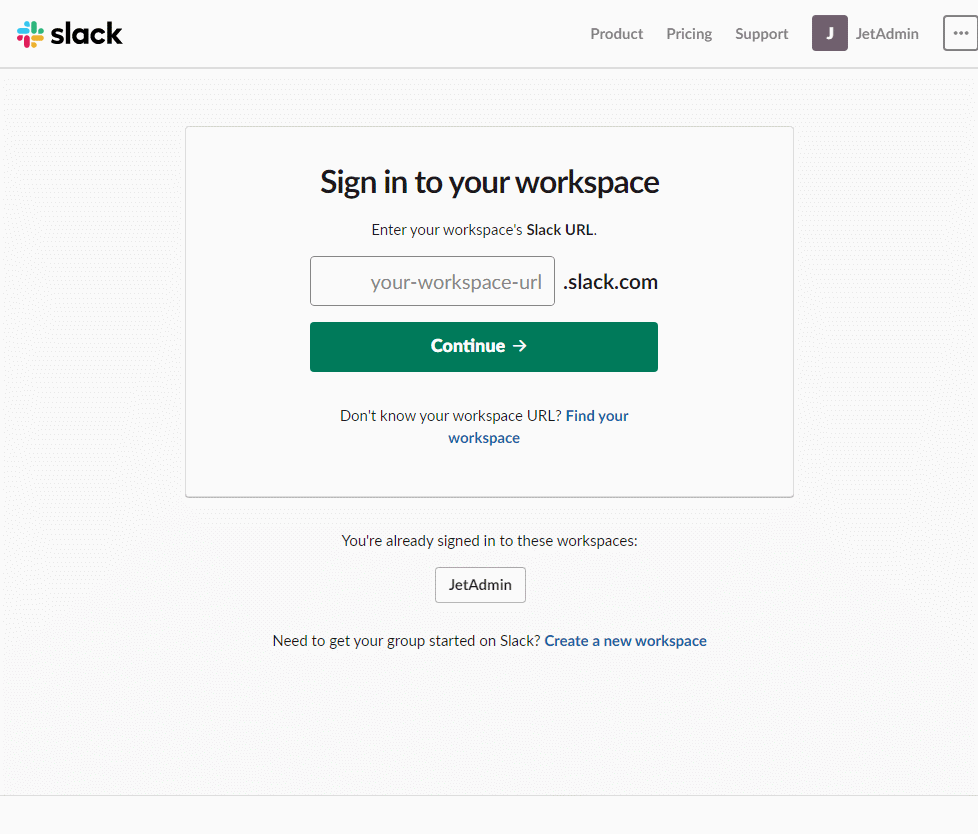 slack
Product Pricing Support J JetAdmin ...
Sign in to your workspace
Enter your workspace's Slack URL.
your-workspace-url .slack.com
Continue →
Don't know your workspace URL? Find your
workspace
You're already signed in to these workspaces:
JetAdmin
Need to get your group started on Slack? Create a new workspace